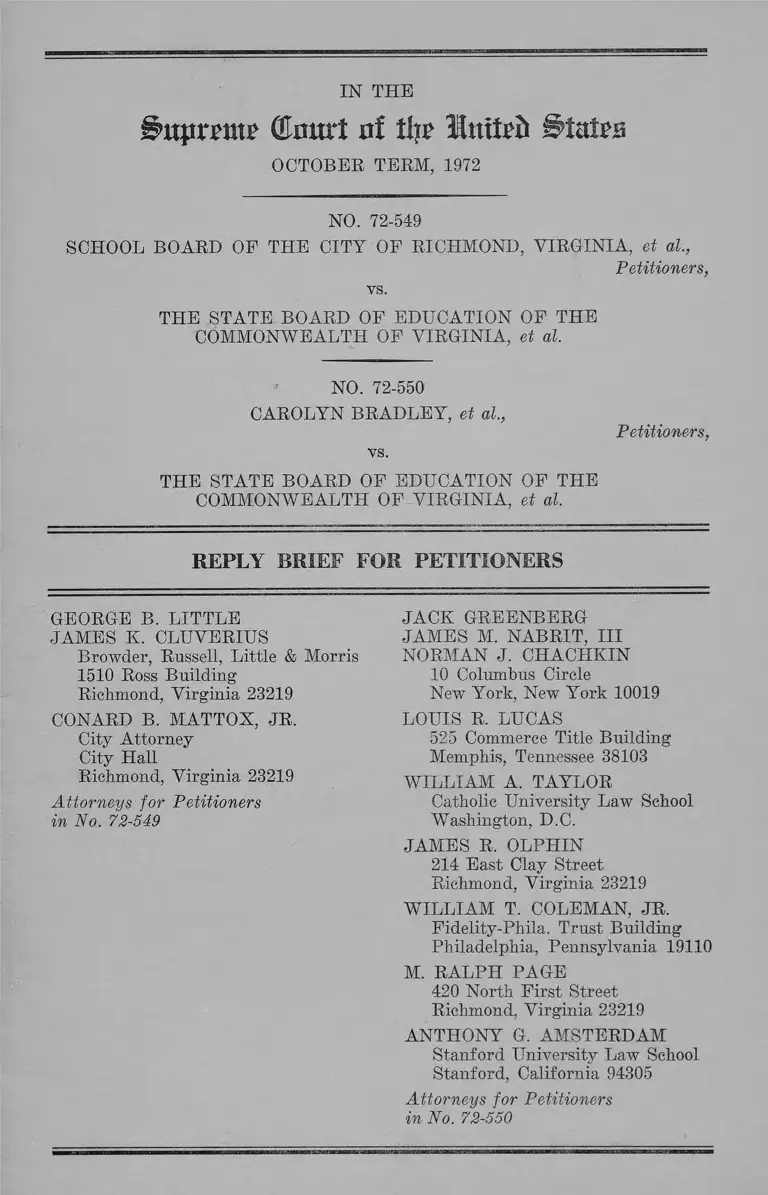 IN THE
Supreme Court of the United States
OCTOBER TERM, 1972
NO. 72-549
SCHOOL BOARD OF THE CITY OF RICHMOND, VIRGINIA, et al.,
Petitioners,
vs.
THE STATE BOARD OF EDUCATION OF THE
COMMONWEALTH OF VIRGINIA, et al.
NO. 72-550
CAROLYN BRADLEY, et al.,
Petitioners,
vs.
THE STATE BOARD OF EDUCATION OF THE
COMMONWEALTH OF VIRGINIA, et al.
REPLY BRIEF FOR PETITIONERS
GEORGE B. LITTLE
JAMES K. CLUVERIUS
Browder, Russell, Little & Morris
1510 Ross Building
Richmond, Virginia 23219
CONARD B. MATTOX, JR.
City Attorney
City Hall
Richmond, Virginia 23219
Attorneys for Petitioners
in No. 72-549
JACK GREENBERG
JAMES M. NABRIT, III
NORMAN J. CHACHKIN
10 Columbus Circle
New York, New York 10019
LOUIS R. LUCAS
525 Commerce Title Building
Memphis, Tennessee 38103
WILLIAM A. TAYLOR
Catholic University Law School
Washington, D.C.
JAMES R. OLPHIN
214 East Clay Street
Richmond, Virginia 23219
WILLIAM T. COLEMAN, JR.
Fidelity-Phila. Trust Building
Philadelphia, Pennsylvania 19110
M. RALPH PAGE
420 North First Street
Richmond, Virginia 23219
ANTHONY G. AMSTERDAM
Stanford University Law School
Stanford, California 94305
Attorneys for Petitioners
in No. 72-550